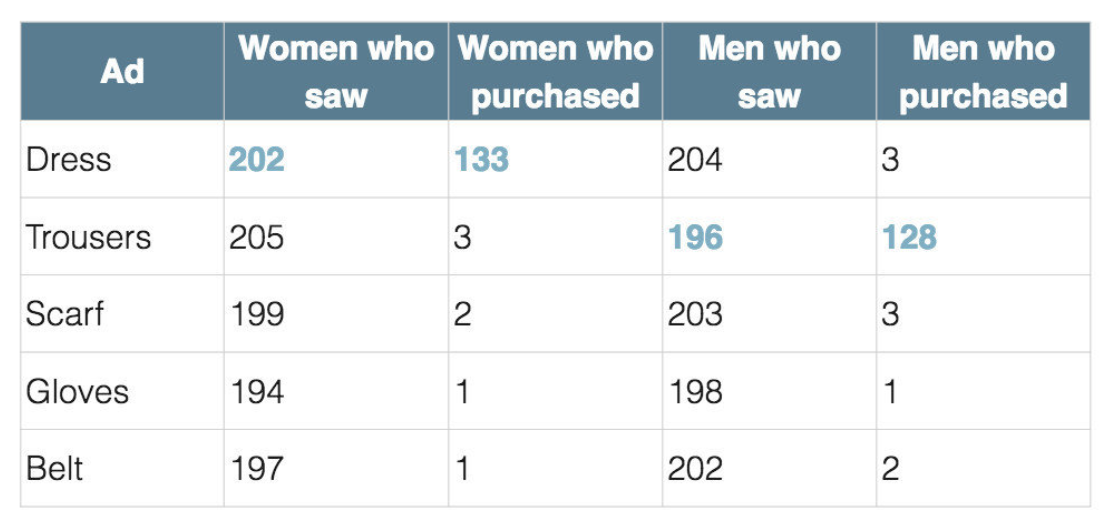 Ad Women who saw Women who purchased Men who saw Men who purchased
Dress 202 133 204 3
Trousers 205 3 196 128
Scarf 199 2 203 3
Gloves 194 1 198 1
Belt 197 1 202 2